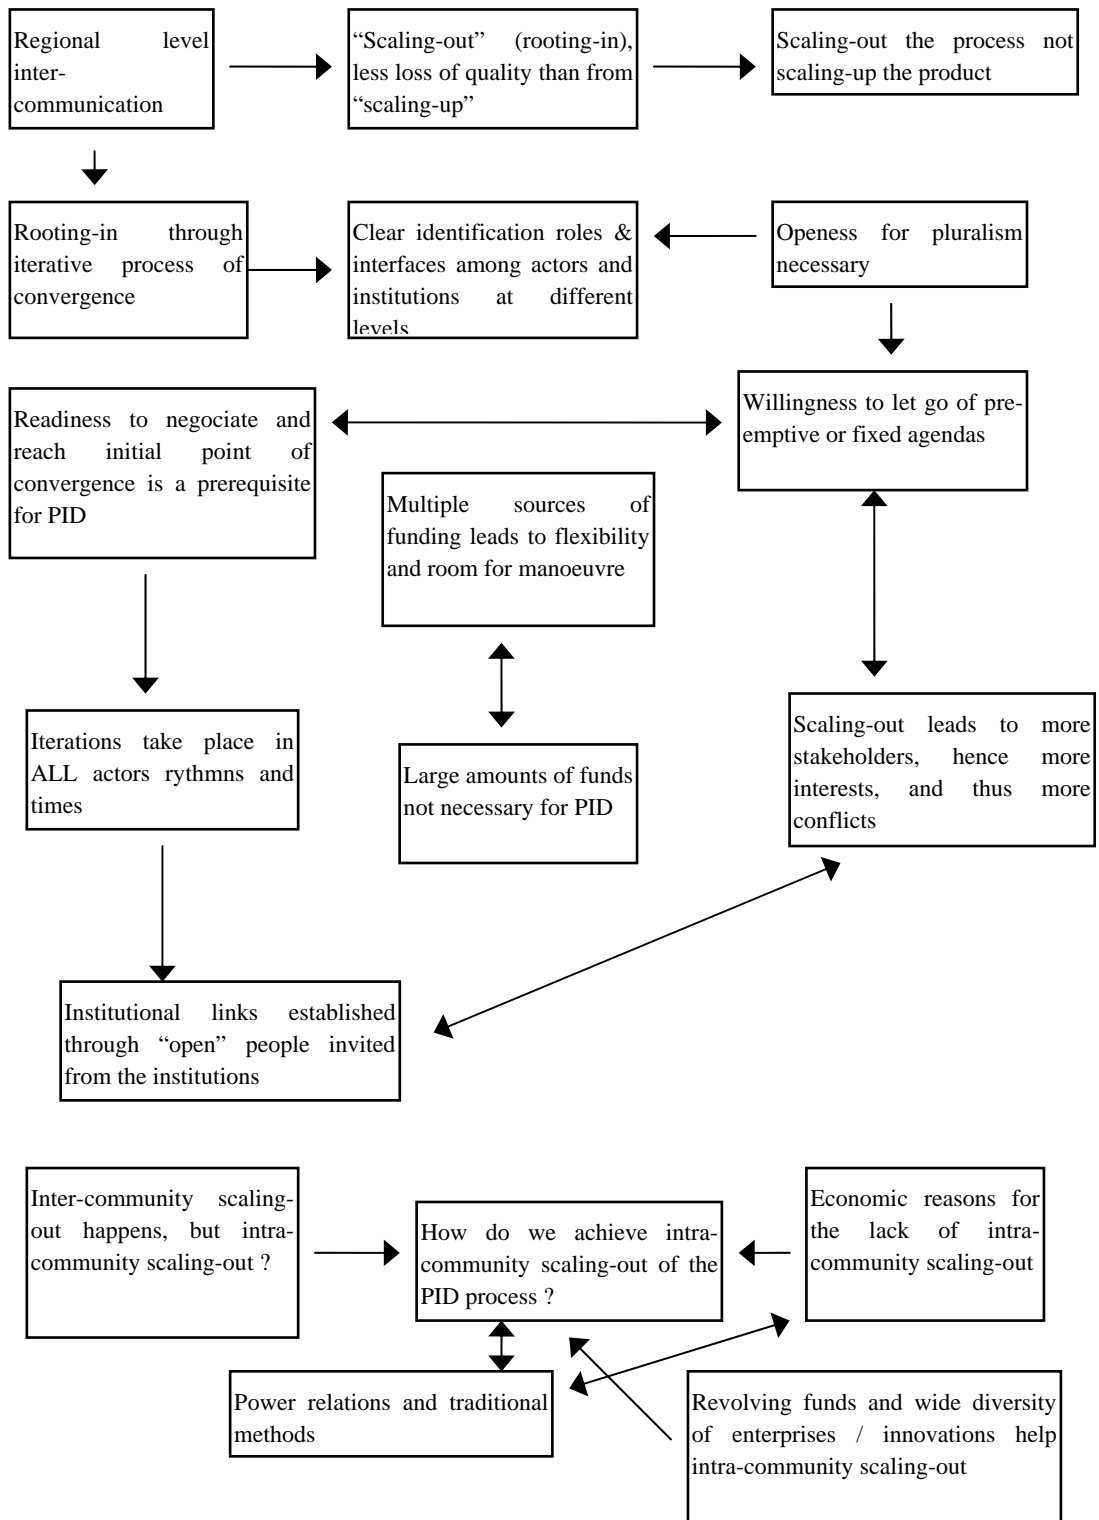 Regional level
inter-
communication
“Scaling-out” (rooting-in),
less loss of quality than from
“scaling-up”
Scaling-out the process not
scaling-up the product
Rooting-in through
iterative process of
convergence
Clear identification roles &
interfaces among actors and
institutions at different
levels
Openess for pluralism
necessary
Readiness to negociate and
reach initial point of
convergence is a prerequisite
for PID
Willingness to let go of pre-
emptive or fixed agendas
Multiple sources of
funding leads to flexibility
and room for manoeuvre
Iterations take place in
ALL actors rythmns and
times
Large amounts of funds
not necessary for PID
Scaling-out leads to more
stakeholders, hence more
interests, and thus more
conflicts
Institutional links established
through “open” people invited
from the institutions
Inter-community scaling-
out happens, but intra-
community scaling-out ?
How do we achieve intra-
community scaling-out of the
PID process ?
Economic reasons for
the lack of intra-
community scaling-out
Power relations and traditional
methods
Revolving funds and wide diversity
of enterprises / innovations help
intra-community scaling-out